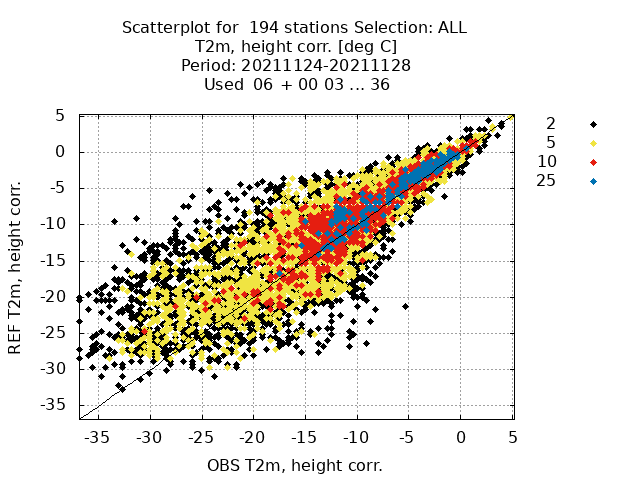 Scatterplot for  194 stations Selection: ALL
T2m, height corr. [deg C]
Period: 20211124-20211128
Used  06 + 00 03 ... 36
5
0
-5
-10
-15
-20
-25
-30
-35
REF T2m, height corr.
-35 -30 -25 -20 -15 -10 -5 0 5
OBS T2m, height corr.
2
5
10
25